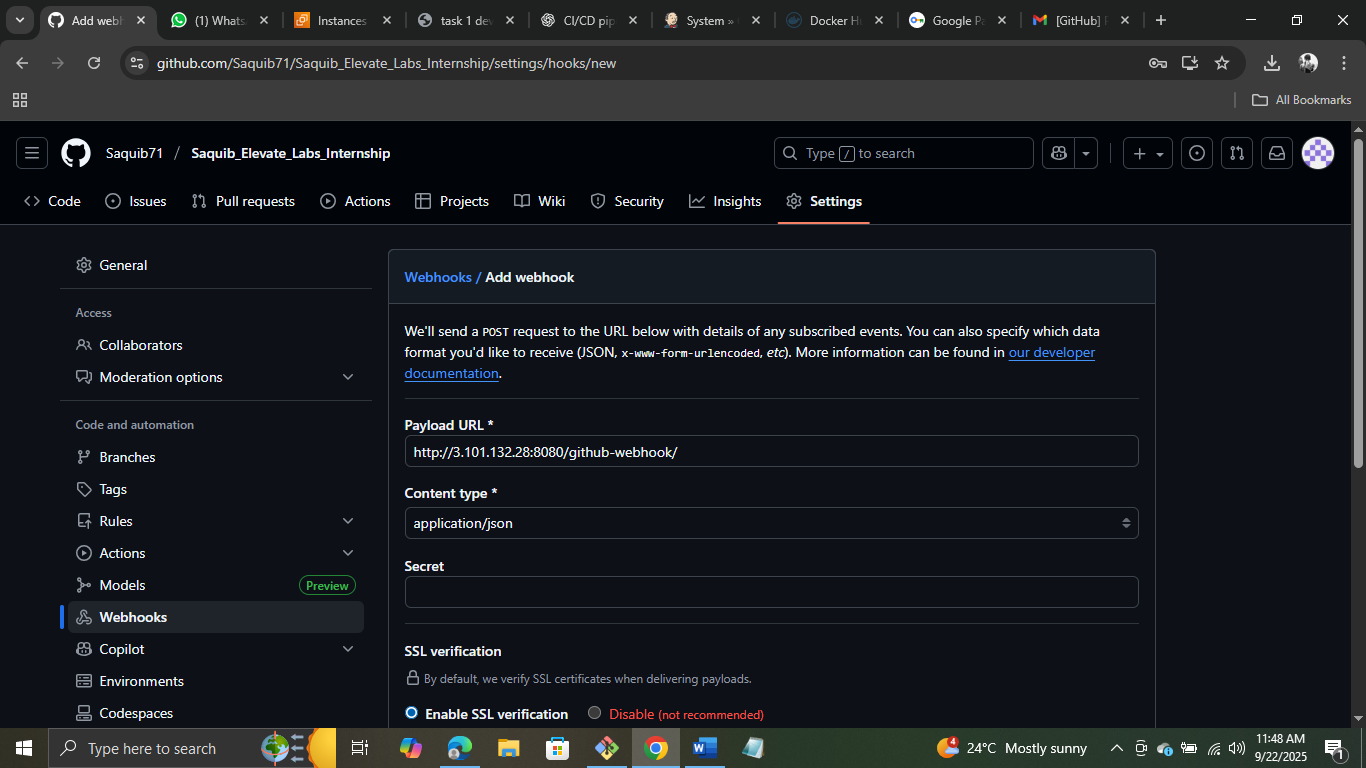 Add webh
(1) Whats
Instances
task 1 dev
CI/CD pip
System »
Docker Hu
Google Pa
[GitHub]
github.com/Saquib71/Saquib_Elevate_Labs_Internship/settings/hooks/new
All Bookmarks
Saquib71 / Saquib_Elevate_Labs_Internship
Type / to search
Code
Issues
Pull requests
Actions
Projects
Wiki
Security
Insights
Settings
General
Access
Collaborators
Moderation options
Code and automation
Branches
Tags
Rules
Actions
Models
Preview
Webhooks
Copilot
Environments
Codespaces
Webhooks / Add webhook
We'll send a POST request to the URL below with details of any subscribed events. You can also specify which data
format you'd like to receive (JSON, x-www-form-urlencoded, etc). More information can be found in our developer
documentation.
Payload URL *
http://3.101.132.28:8080/github-webhook/
Content type *
application/json
Secret
SSL verification
By default, we verify SSL certificates when delivering payloads.
Enable SSL verification
Disable (not recommended)
Type here to search
4
24°C Mostly sunny
11:48 AM
9/22/2025
1